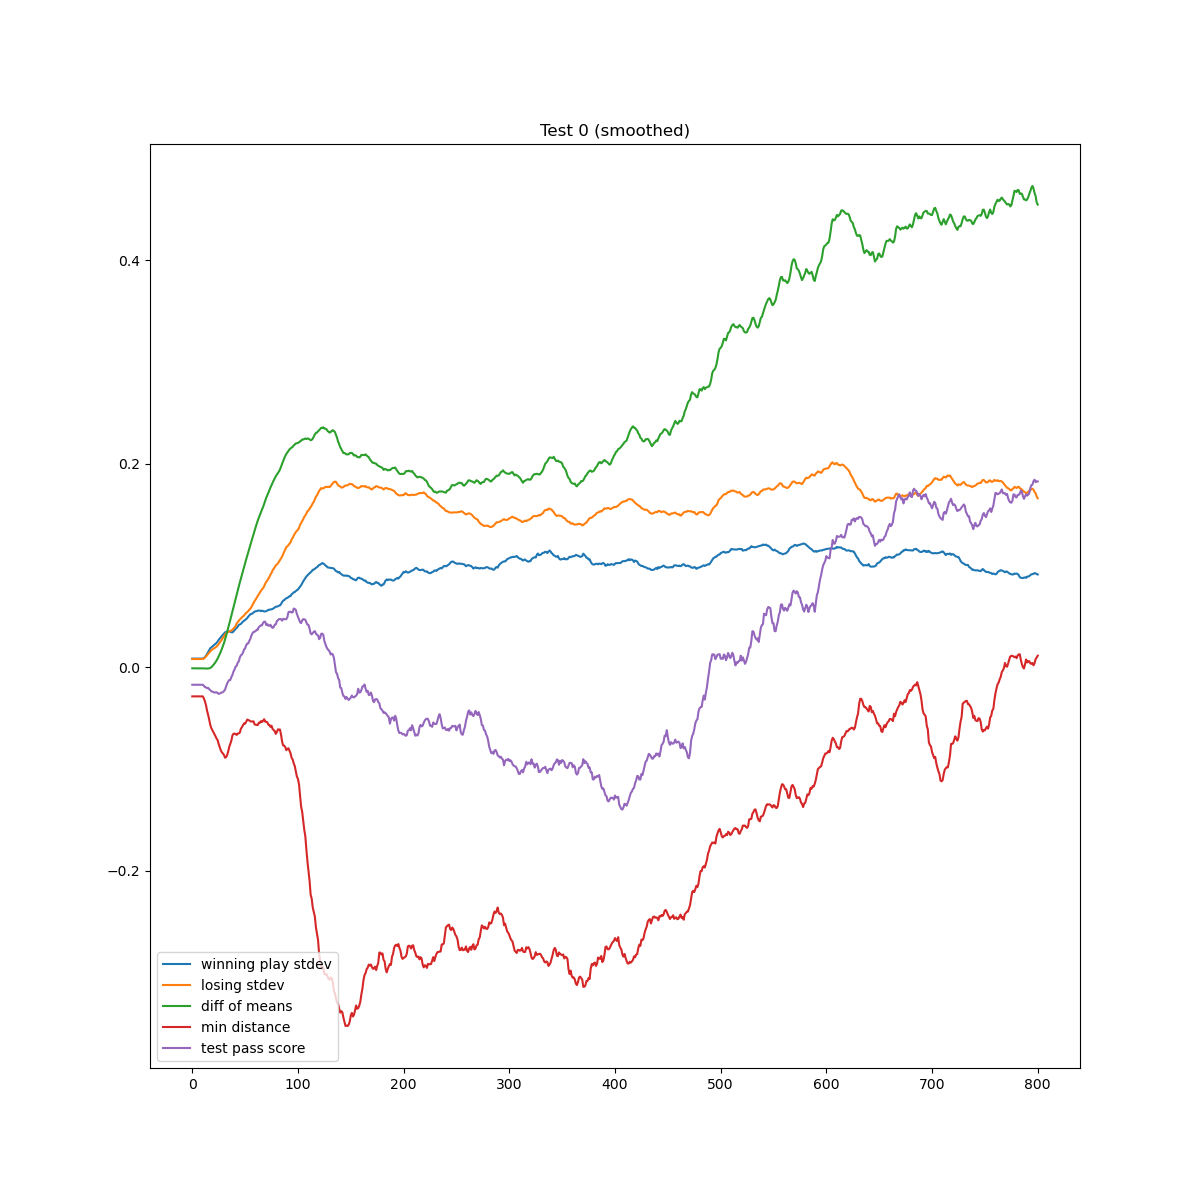 Test 0 (smoothed)
0.4
0.2
0.0
−0.2
winning play stdev
losing stdev
diff of means
min distance
test pass score
0 100 200 300 400 500 600 700 800